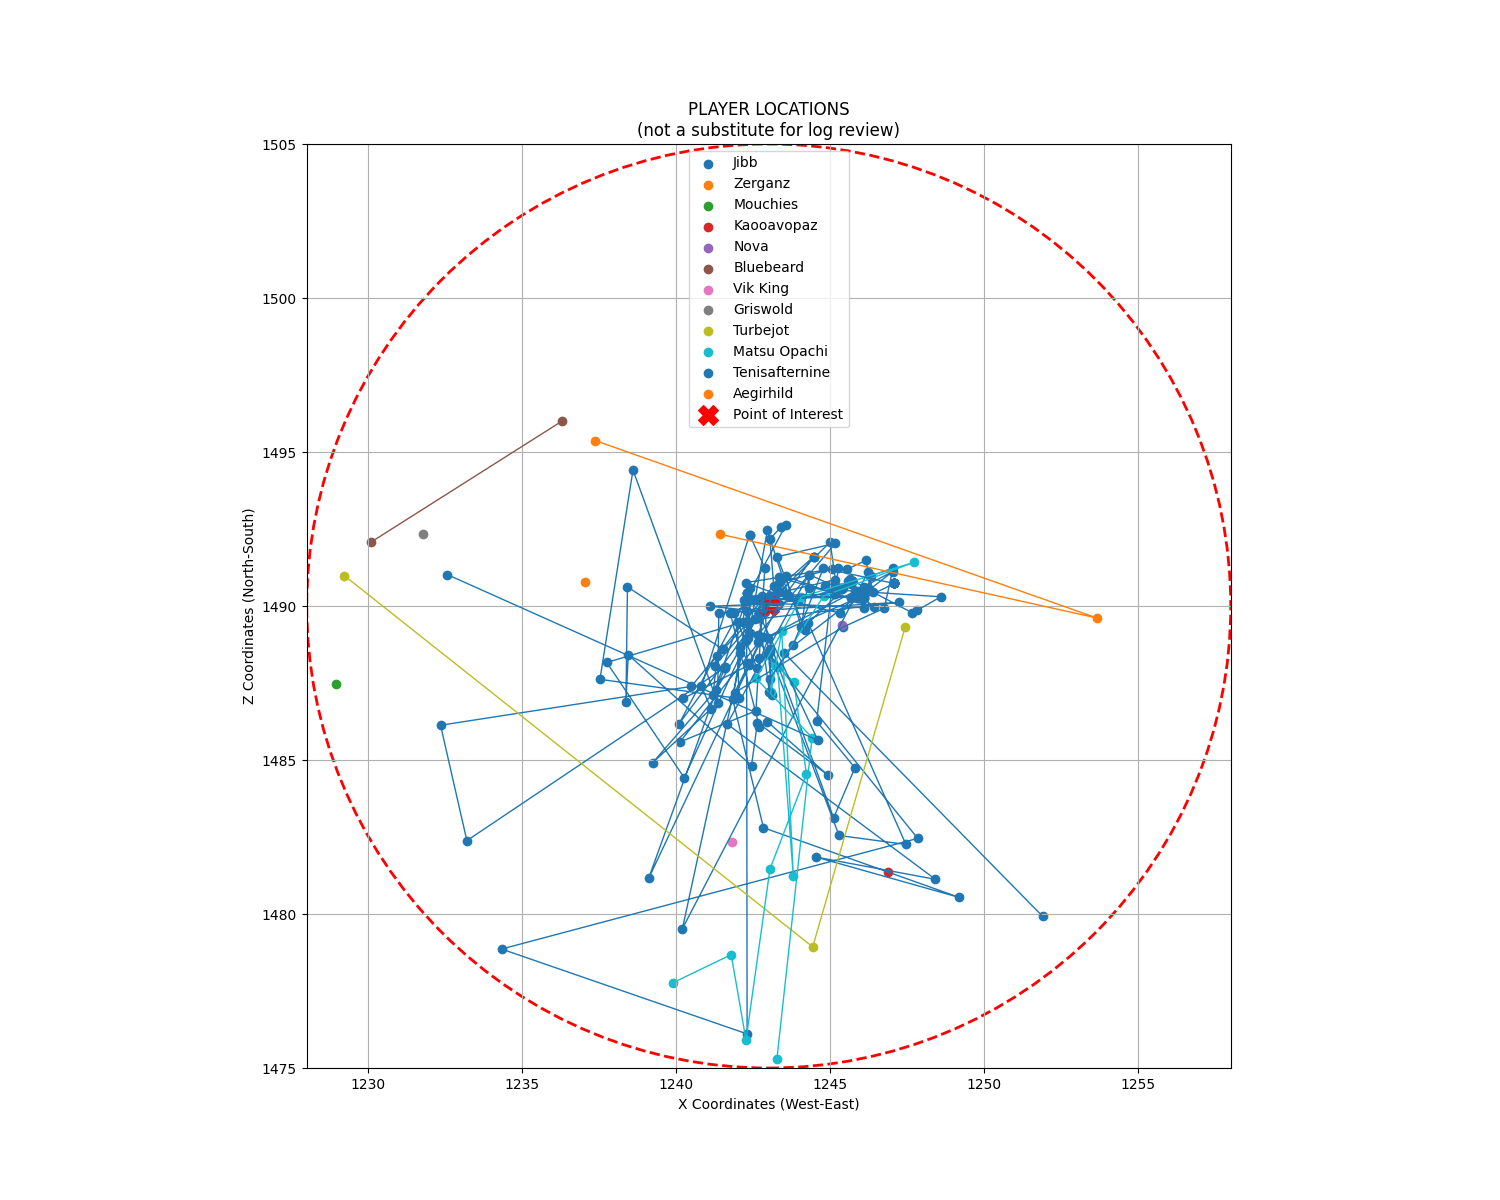 PLAYER LOCATIONS
(not a substitute for log review)
Jibb
Zerganz
Mouchies
Kaooavopaz
Nova
Bluebeard
Vik King
Griswold
Turbejot
Matsu Opachi
Tenisafternine
Aegirhild
Point of Interest
Z Coordinates (North-South)
1505
1500
1495
1490
1485
1480
1475
1230
1235
1240
1245
1250
1255
X Coordinates (West-East)